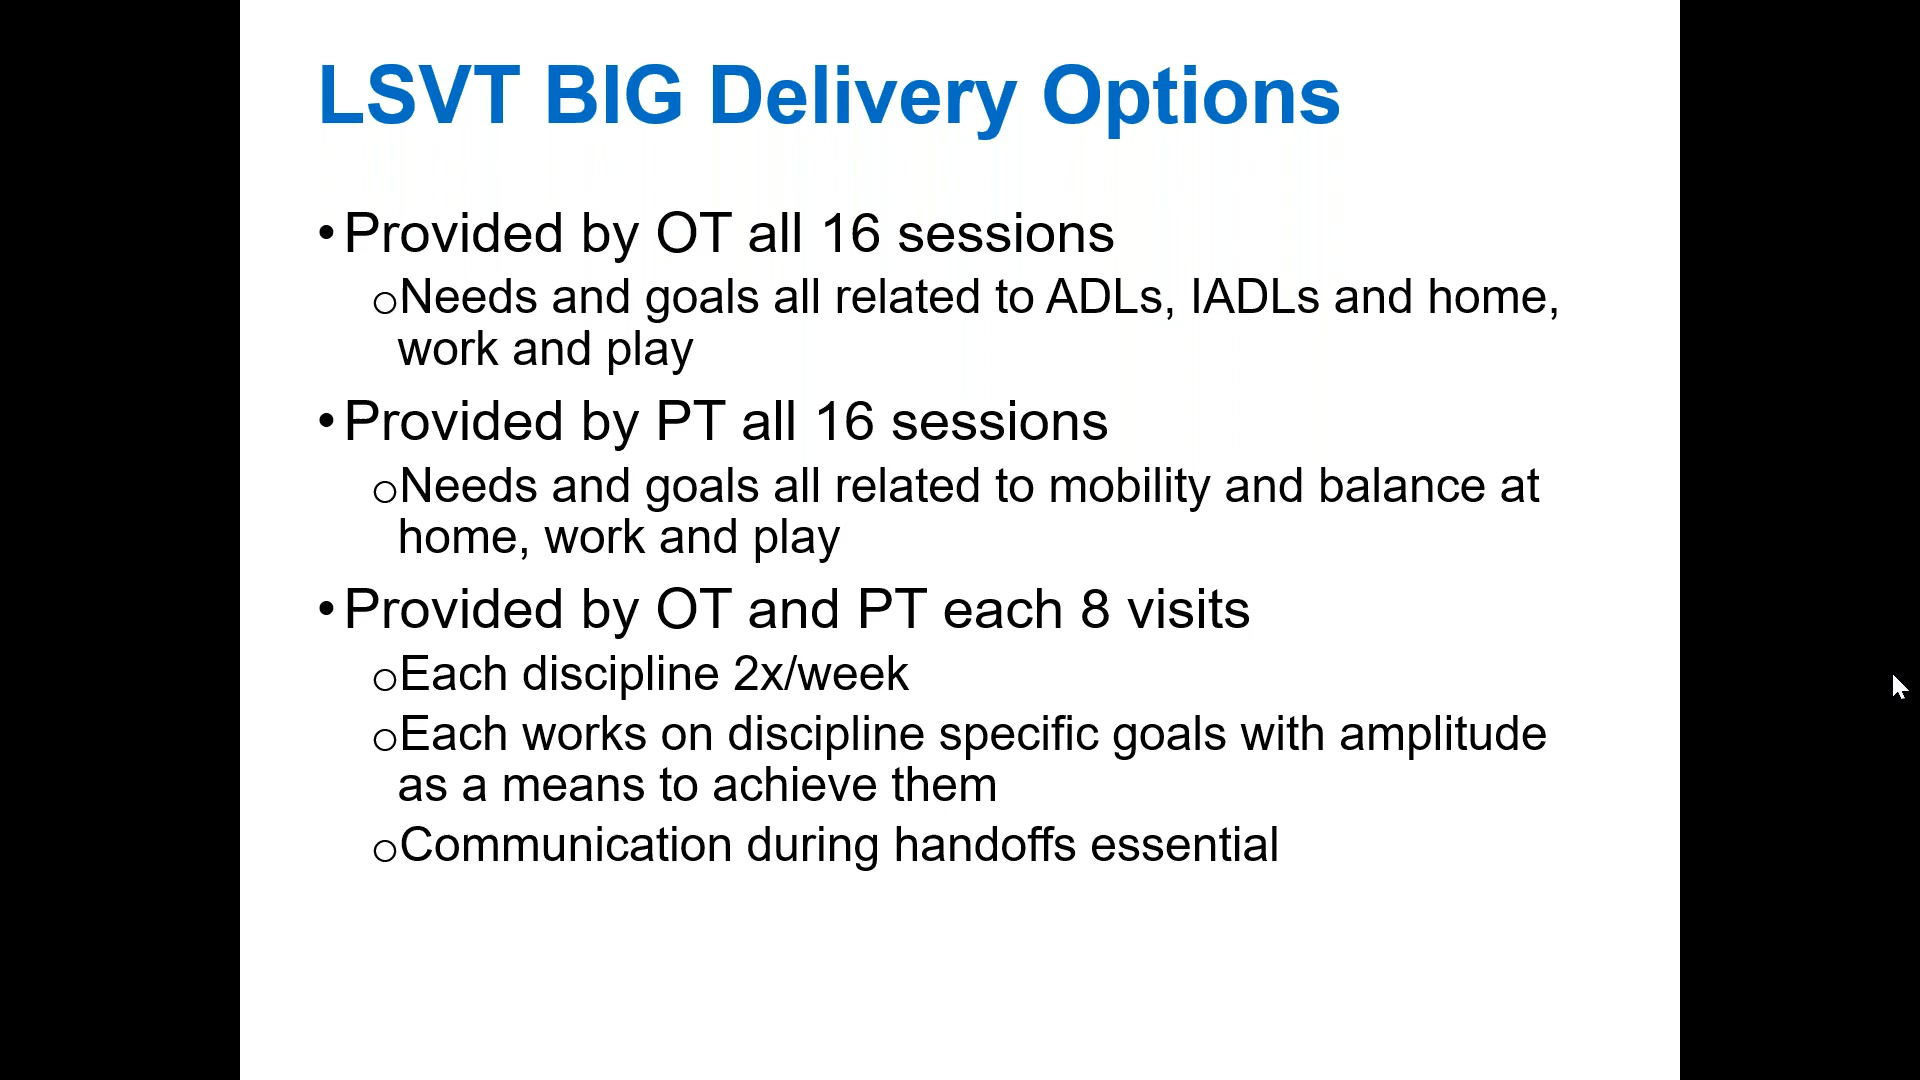 LSVT BIG Delivery Options
•Provided by OT all 16 sessions
oNeeds and goals all related to ADLs, IADLs and home,
work and play
•Provided by PT all 16 sessions
oNeeds and goals all related to mobility and balance at
home, work and play
•Provided by OT and PT each 8 visits
oEach discipline 2x/week
oEach works on discipline specific goals with amplitude
as a means to achieve them
oCommunication during handoffs essential